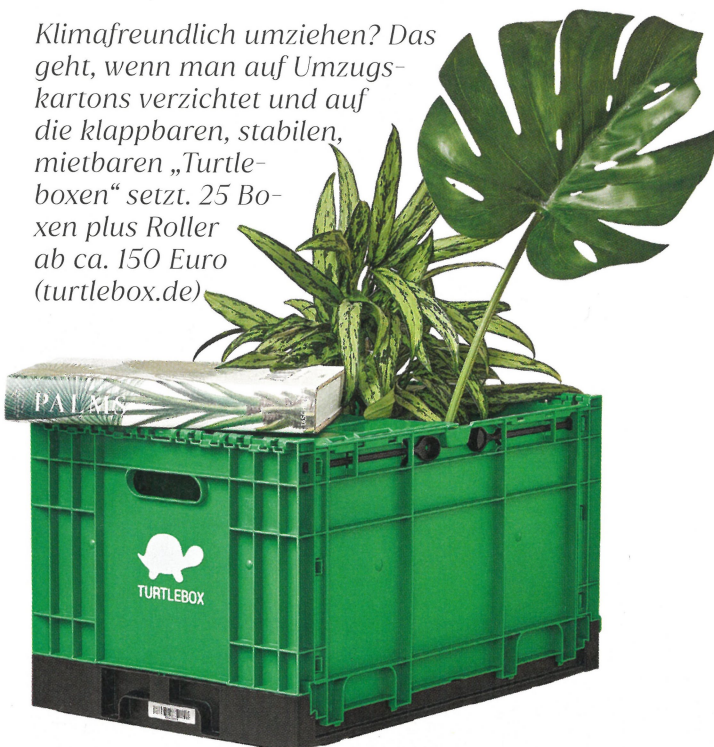 Klimafreundlich umziehen? Das
geht, wenn man auf Umzugs-
kartons verzichtet und auf
die klappbaren, stabilen,
mietbaren „Turtle-
boxen“ setzt. 25 Bo-
xen plus Roller
ab ca. 150 Euro
(turtlebox.de)
PALMS
TURTLEBOX